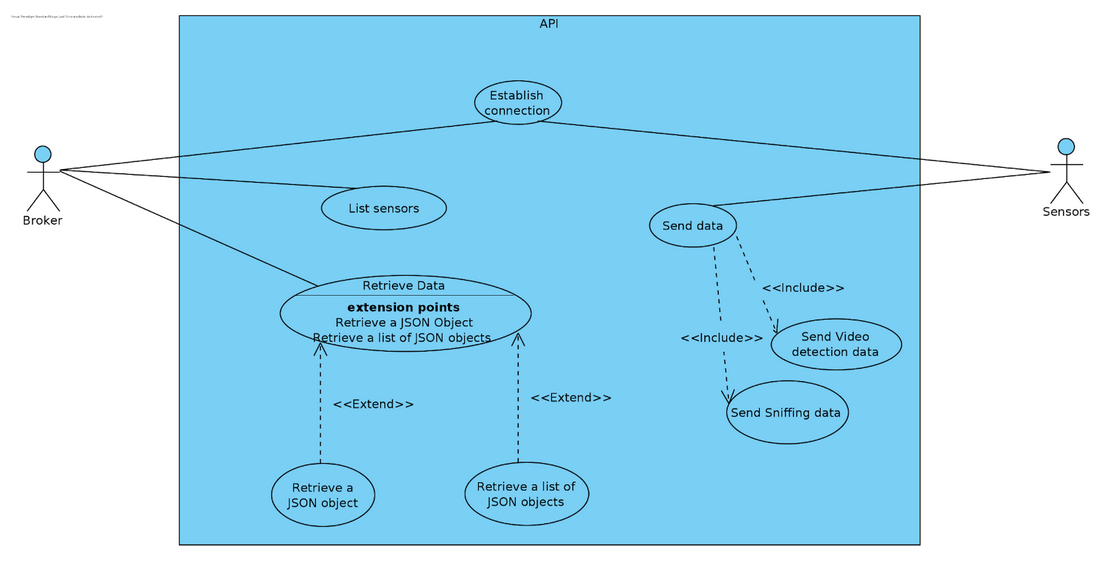 API
Establish
connection
Broker
Sensors
List sensors
Send data
Retrieve Data
extension points
Retrieve a JSON Object
Retrieve a list of JSON objects
<<Include>>
<<Include>>
Send Video
detection data
Send Sniffing data
<<Extend>>
<<Extend>>
Retrieve a
JSON object
Retrieve a list of
JSON objects